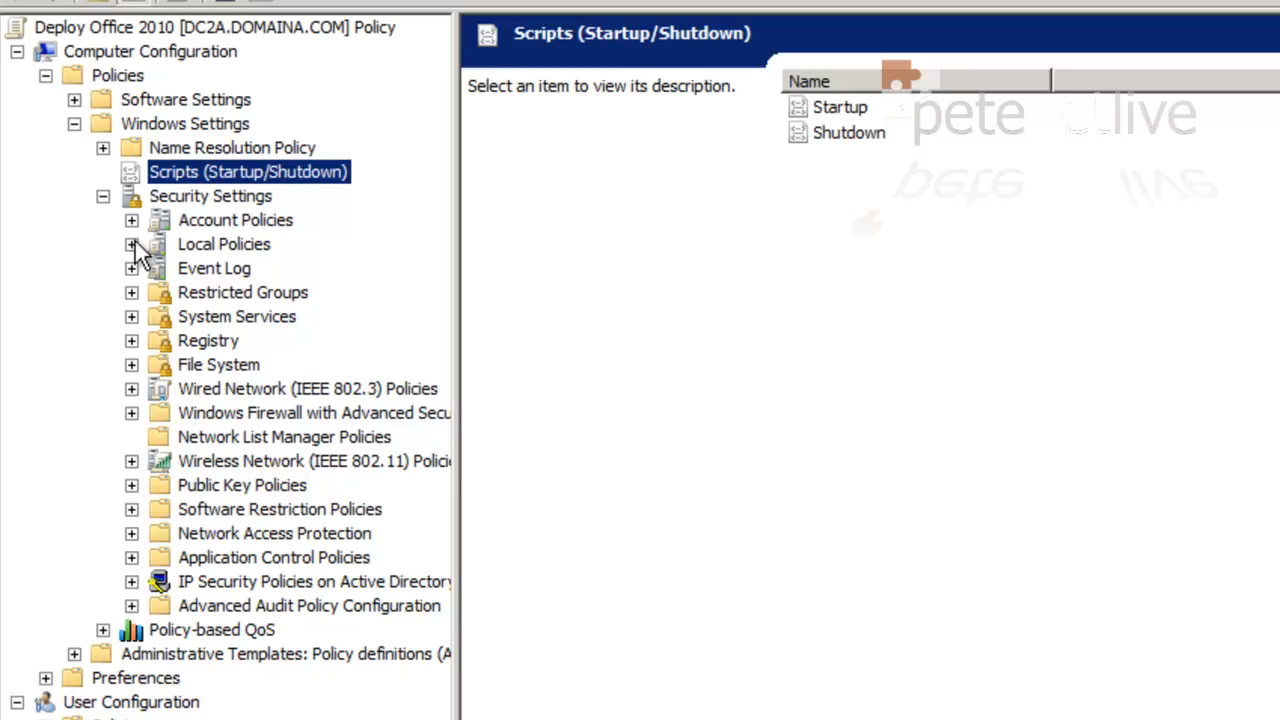 Deploy Office 2010 [DC2A.DOMAINA.COM] Policy
Computer Configuration
Policies
Software Settings
Windows Settings
Name Resolution Policy
Scripts (Startup/Shutdown)
Security Settings
Account Policies
Local Policies
Event Log
Restricted Groups
System Services
Registry
File System
Wired Network (IEEE 802.3) Policies
Windows Firewall with Advanced Secu
Network List Manager Policies
Wireless Network (IEEE 802.11) Polici
Public Key Policies
Software Restriction Policies
Network Access Protection
Application Control Policies
IP Security Policies on Active Directory
Advanced Audit Policy Configuration
Policy-based QoS
Administrative Templates: Policy definitions (A
Preferences
User Configuration
Scripts (Startup/Shutdown)
Select an item to view its description.
Name
Startup
Shutdown
pete
live